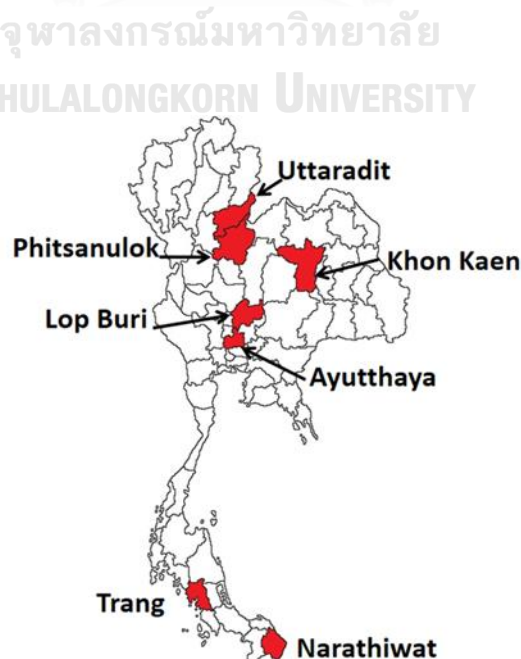 จุฬาลงกรณ์มหาวิทยาลัย
HULALONGKORN UNIVERSITY
Uttaradit
Phitsanulok
Khon Kaen
Lop Buri
Ayutthaya
Trang
Narathiwat